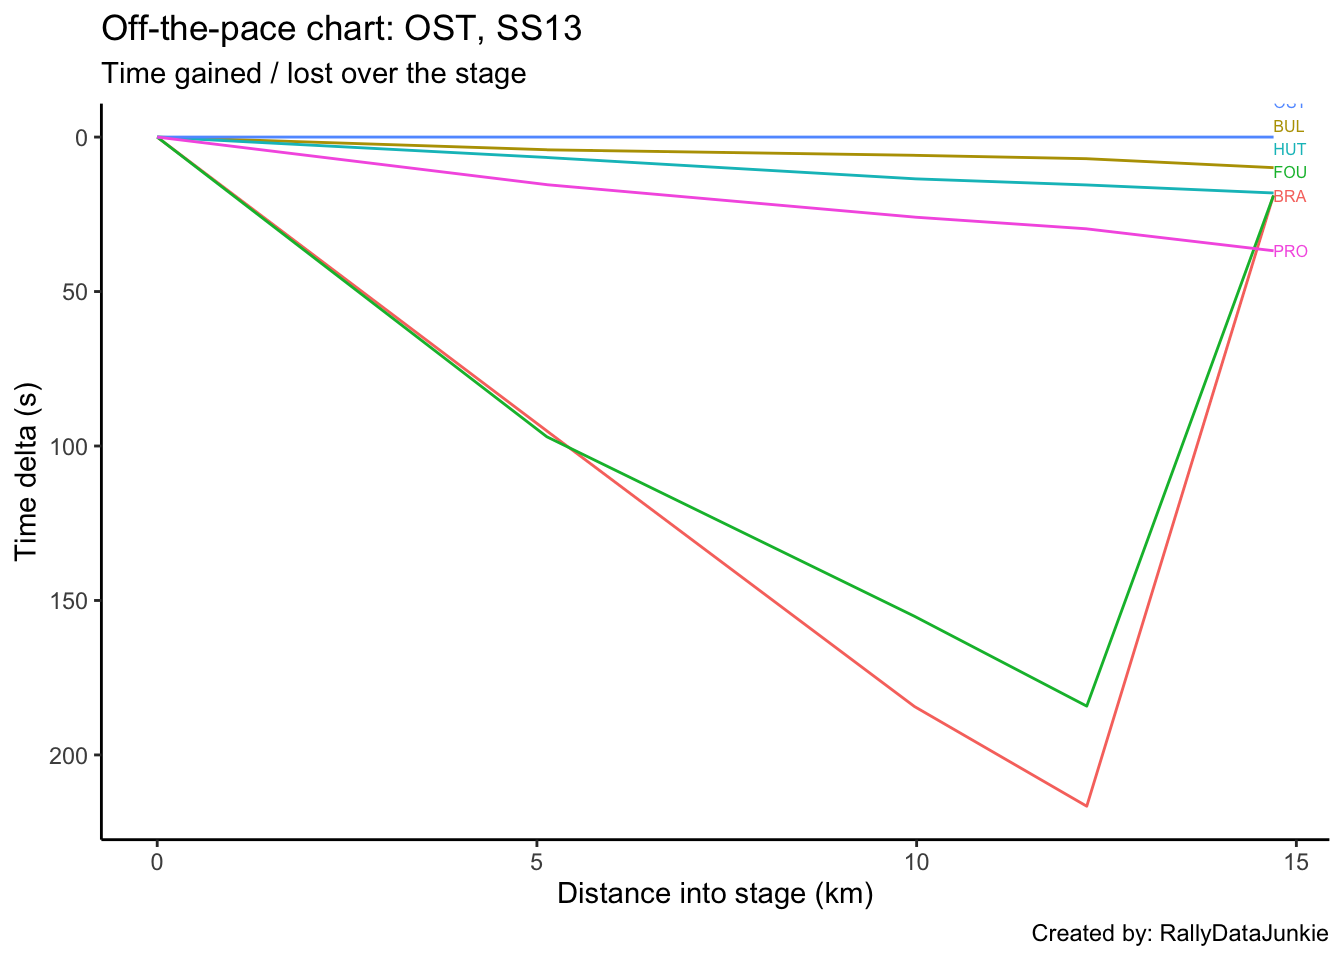 Off-the-pace chart: OST, SS13
Time gained / lost over the stage
OST
BUL
HUT
FOU
BRA
PRO
0
50
100
150
200
Time delta (s)
0 5 10 15
Distance into stage (km)
Created by: RallyDataJunkie